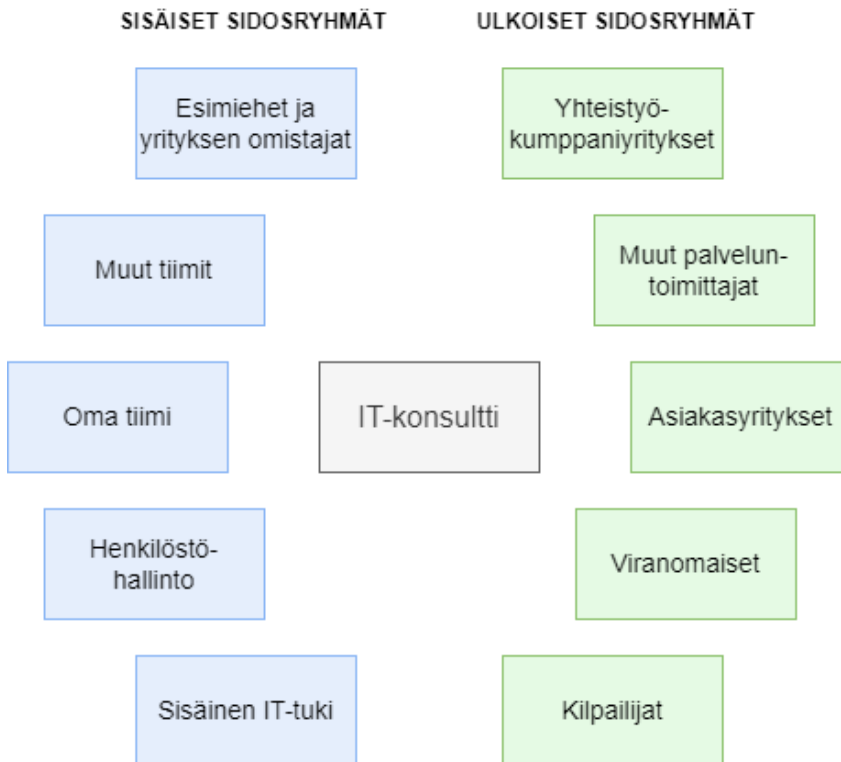 SISÄISET SIDOSRYHMÄT
ULKOISET SIDOSRYHMÄT
Esimiehet ja
yrityksen omistajat
Yhteistyö-
kumppaniyritykset
Muut tiimit
Muut palvelun-
toimittajat
Oma tiimi
IT-konsultti
Asiakasyritykset
Henkilöstö-
hallinto
Viranomaiset
Sisäinen IT-tuki
Kilpailijat